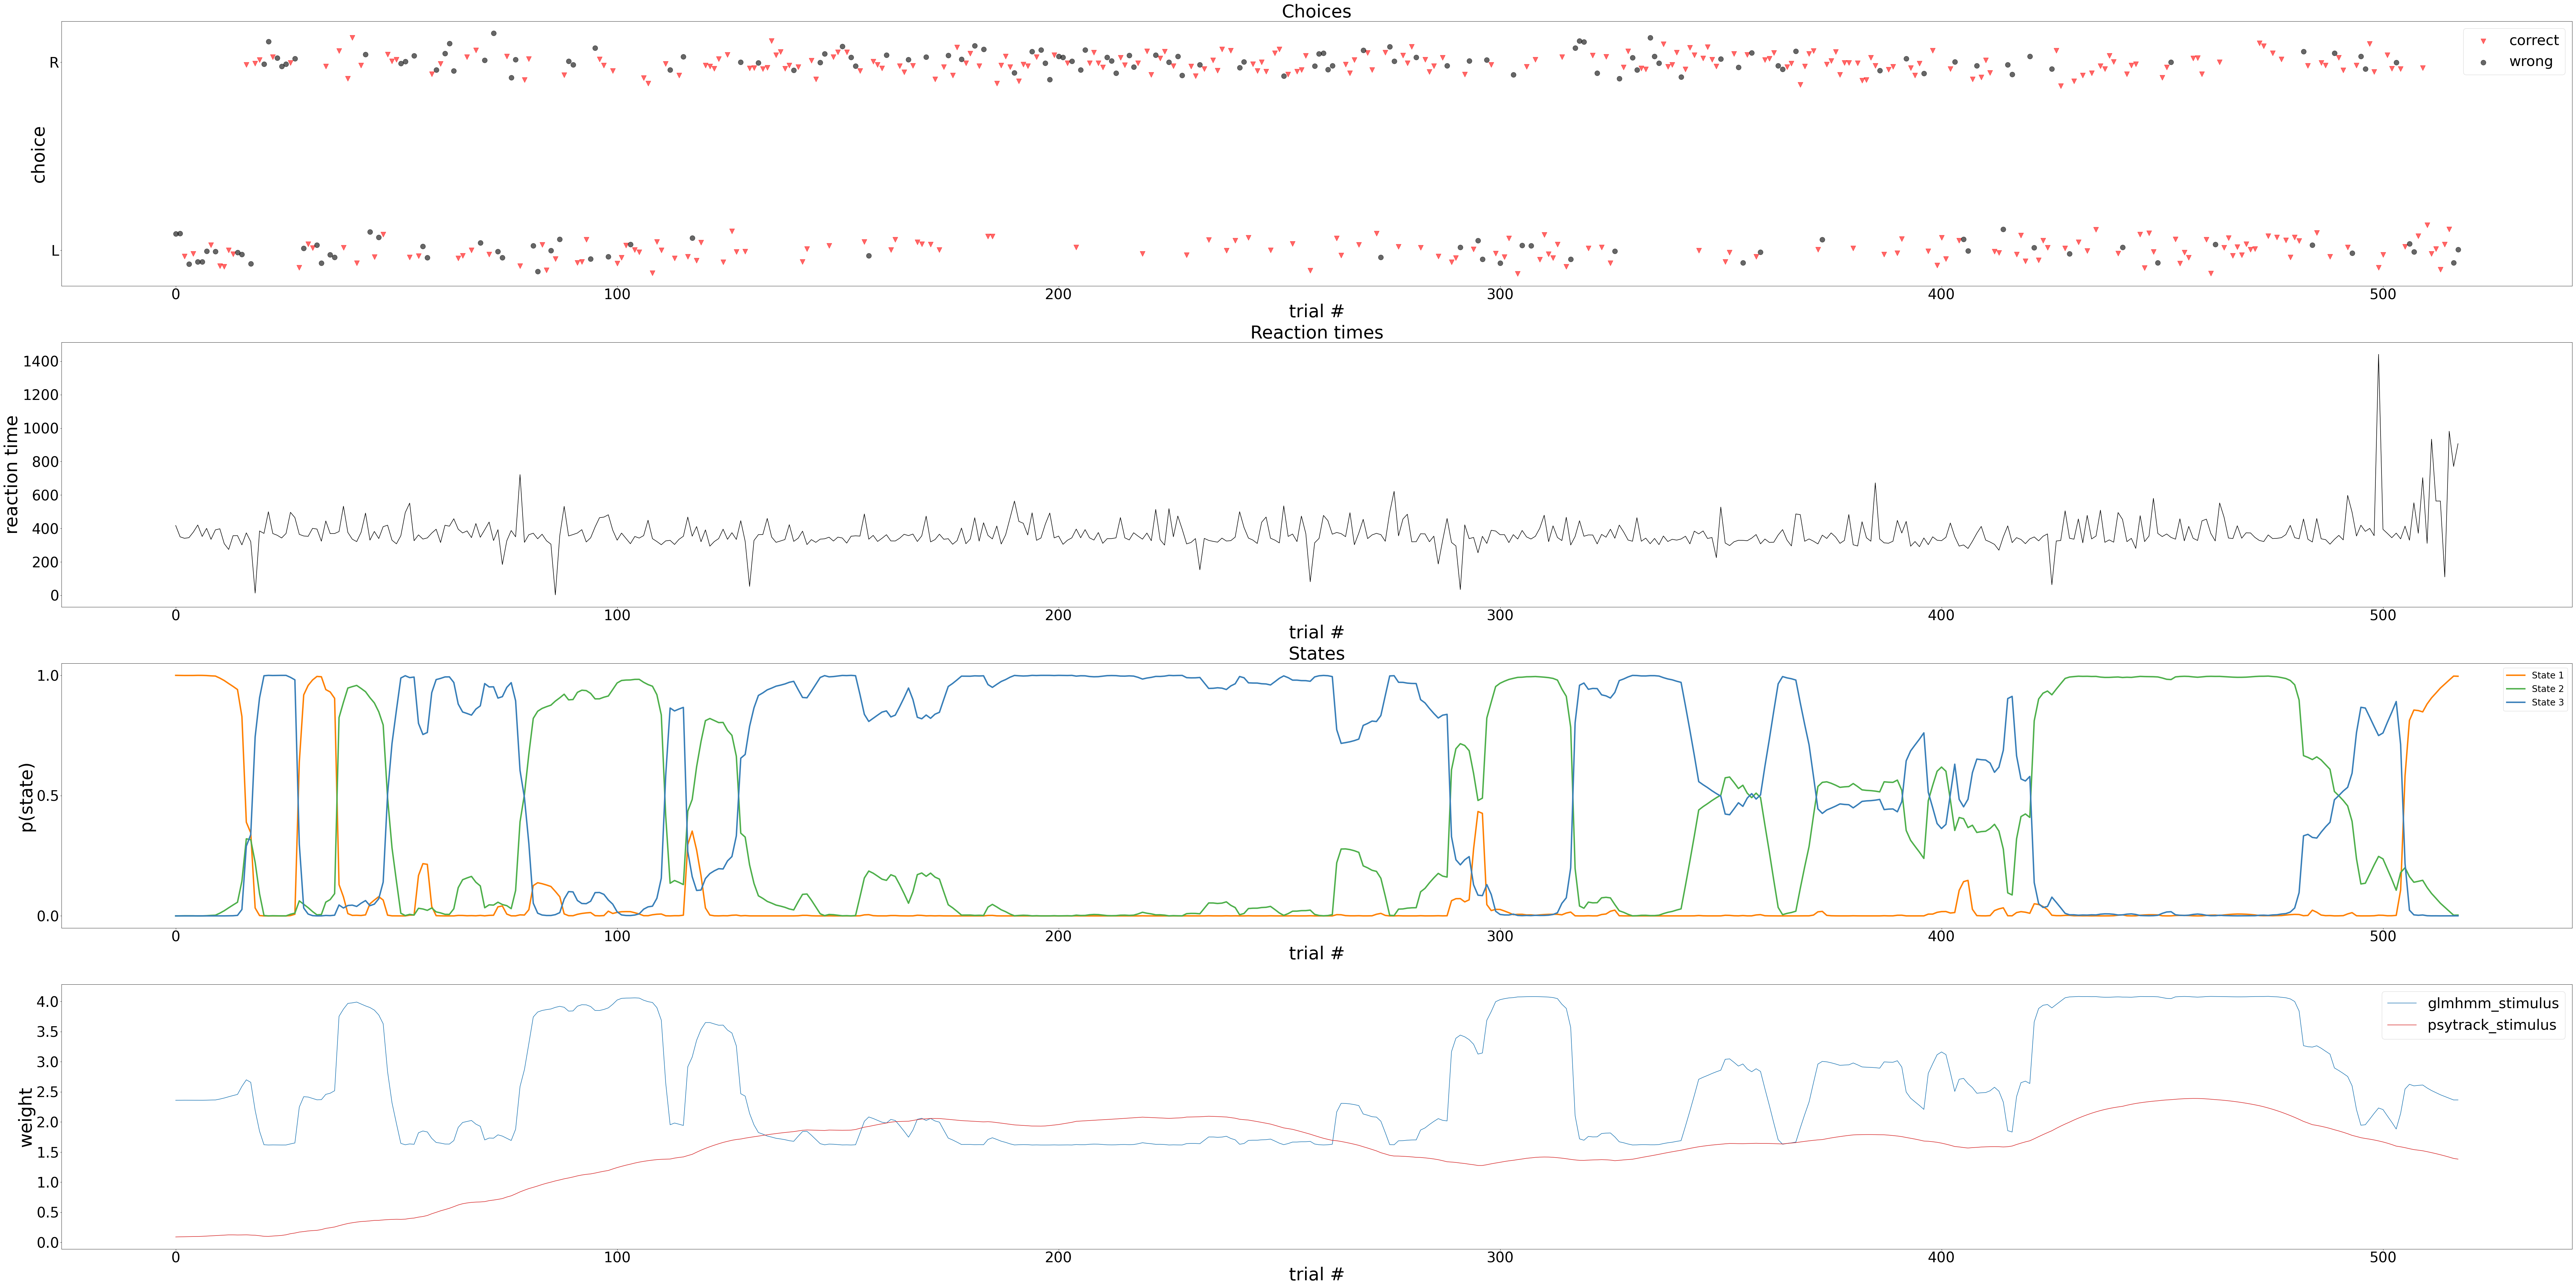 Choices
R
L
choice
correct
wrong
0 100 200 300 400 500
trial #
Reaction times
1400
1200
1000
800
600
400
200
0
reaction time
0 100 200 300 400 500
trial #
States
1.0
0.5
0.0
p(state)
State 1
State 2
State 3
0 100 200 300 400 500
trial #
4.0
3.5
3.0
2.5
2.0
1.5
1.0
0.5
0.0
weight
glmhmm_stimulus
psytrack_stimulus
0 100 200 300 400 500
trial #